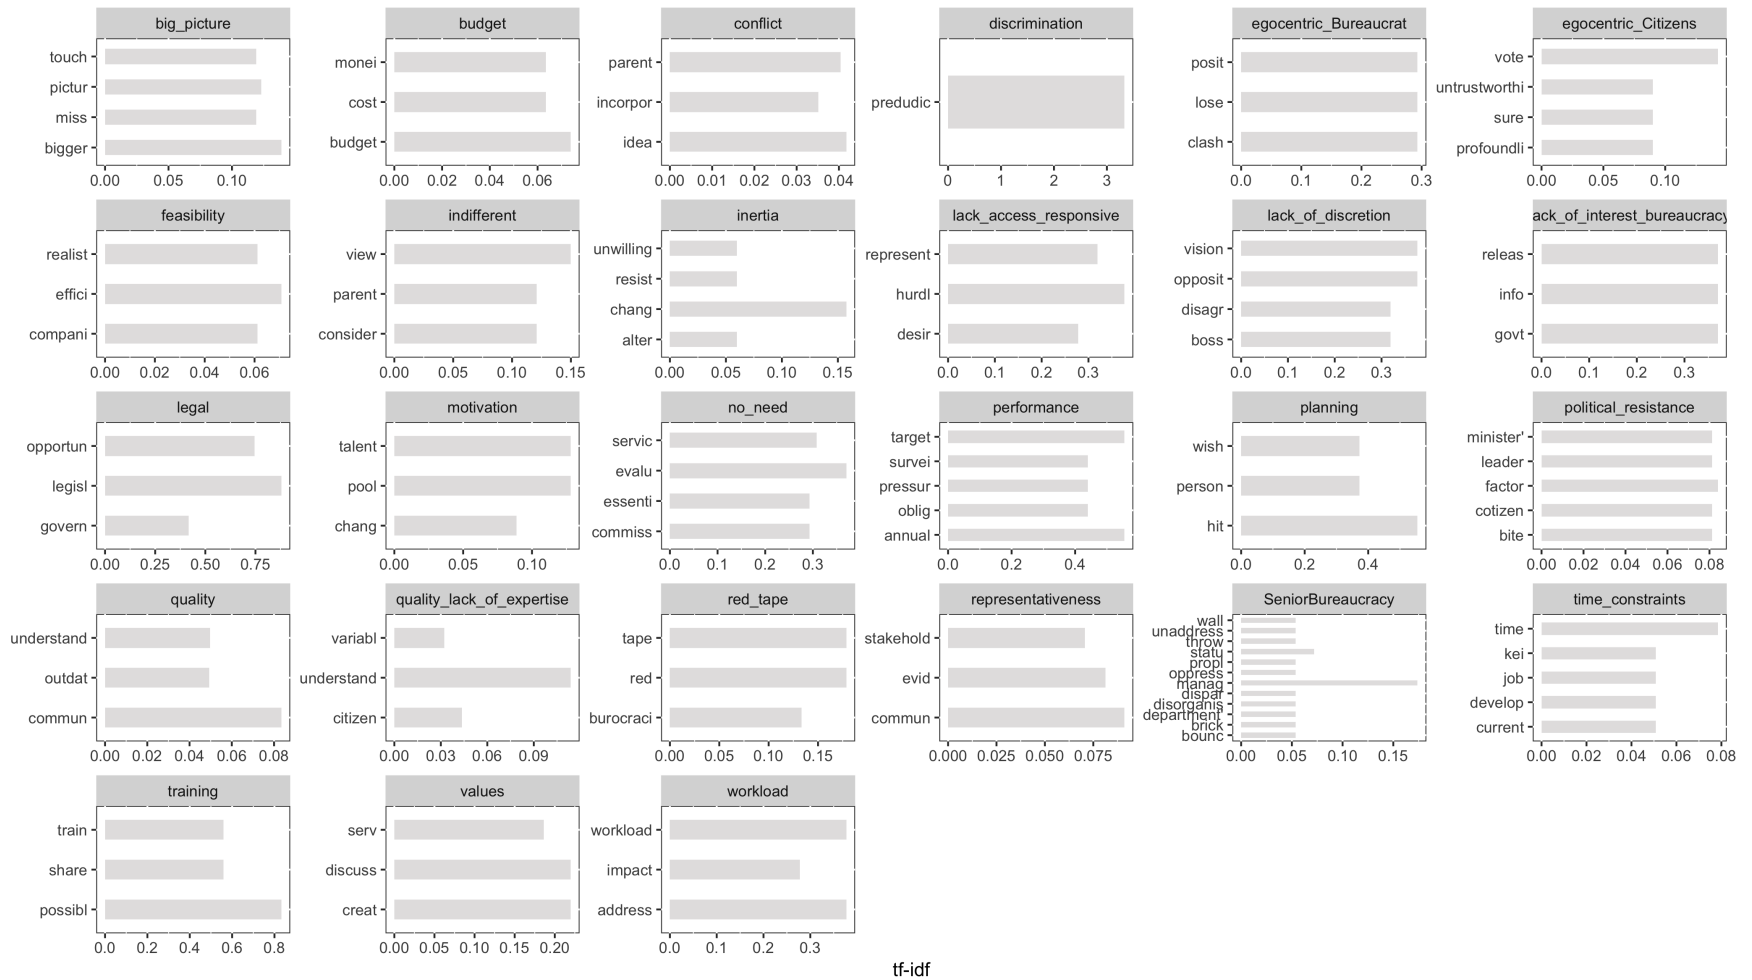 big_picture budget conflict discrimination egocentric_Bureaucrat egocentric_Citizens
touch
pictur
miss
bigger
0.00 0.05 0.10
monei
cost
budget
0.00 0.02 0.04 0.06
parent
incorpor
idea
0.00 0.01 0.02 0.03 0.04
predudic
0 1 2 3
posit
lose
clash
0.0 0.1 0.2 0.3
vote
untrustworthi
sure
profoundli
0.00 0.05 0.10
feasibility indifferent inertia lack_access_responsive lack_of_discretion ack_of_interest_bureaucracy
realist
effici
compani
0.00 0.02 0.04 0.06
view
parent
consider
0.00 0.05 0.10 0.15
unwilling
resist
chang
alter
0.00 0.05 0.10 0.15
represent
hurdl
desir
0.0 0.1 0.2 0.3
vision
opposit
disagr
boss
0.0 0.1 0.2 0.3
releas
info
govt
0.0 0.1 0.2 0.3
legal motivation no_need performance planning political_resistance
opportun
legisl
govern
0.00 0.25 0.50 0.75
talent
pool
chang
0.00 0.05 0.10
servic
evalu
essenti
commiss
0.0 0.1 0.2 0.3
target
survei
pressur
oblig
annual
0.0 0.2 0.4
wish
person
hit
0.0 0.2 0.4
minister'
leader
factor
cotizen
bite
0.00 0.02 0.04 0.06 0.08
quality quality_lack_of_expertise red_tape representativeness SeniorBureaucracy time_constraints
understand
outdat
commun
0.00 0.02 0.04 0.06 0.08
variabl
understand
citizen
0.00 0.03 0.06 0.09
tape
red
burocraci
0.00 0.05 0.10 0.15
stakehold
evid
commun
0.000 0.025 0.050 0.075
wall
unaddress
throw
statu
propl
oppress
manag
dispar
disorganis
department'
brick
bounc
0.00 0.05 0.10 0.15
time
kei
job
develop
current
0.00 0.02 0.04 0.06 0.08
training values workload
train
share
possibl
0.0 0.2 0.4 0.6 0.8
serv
discuss
creat
0.00 0.05 0.10 0.15 0.20
workload
impact
address
0.0 0.1 0.2 0.3
tf-idf